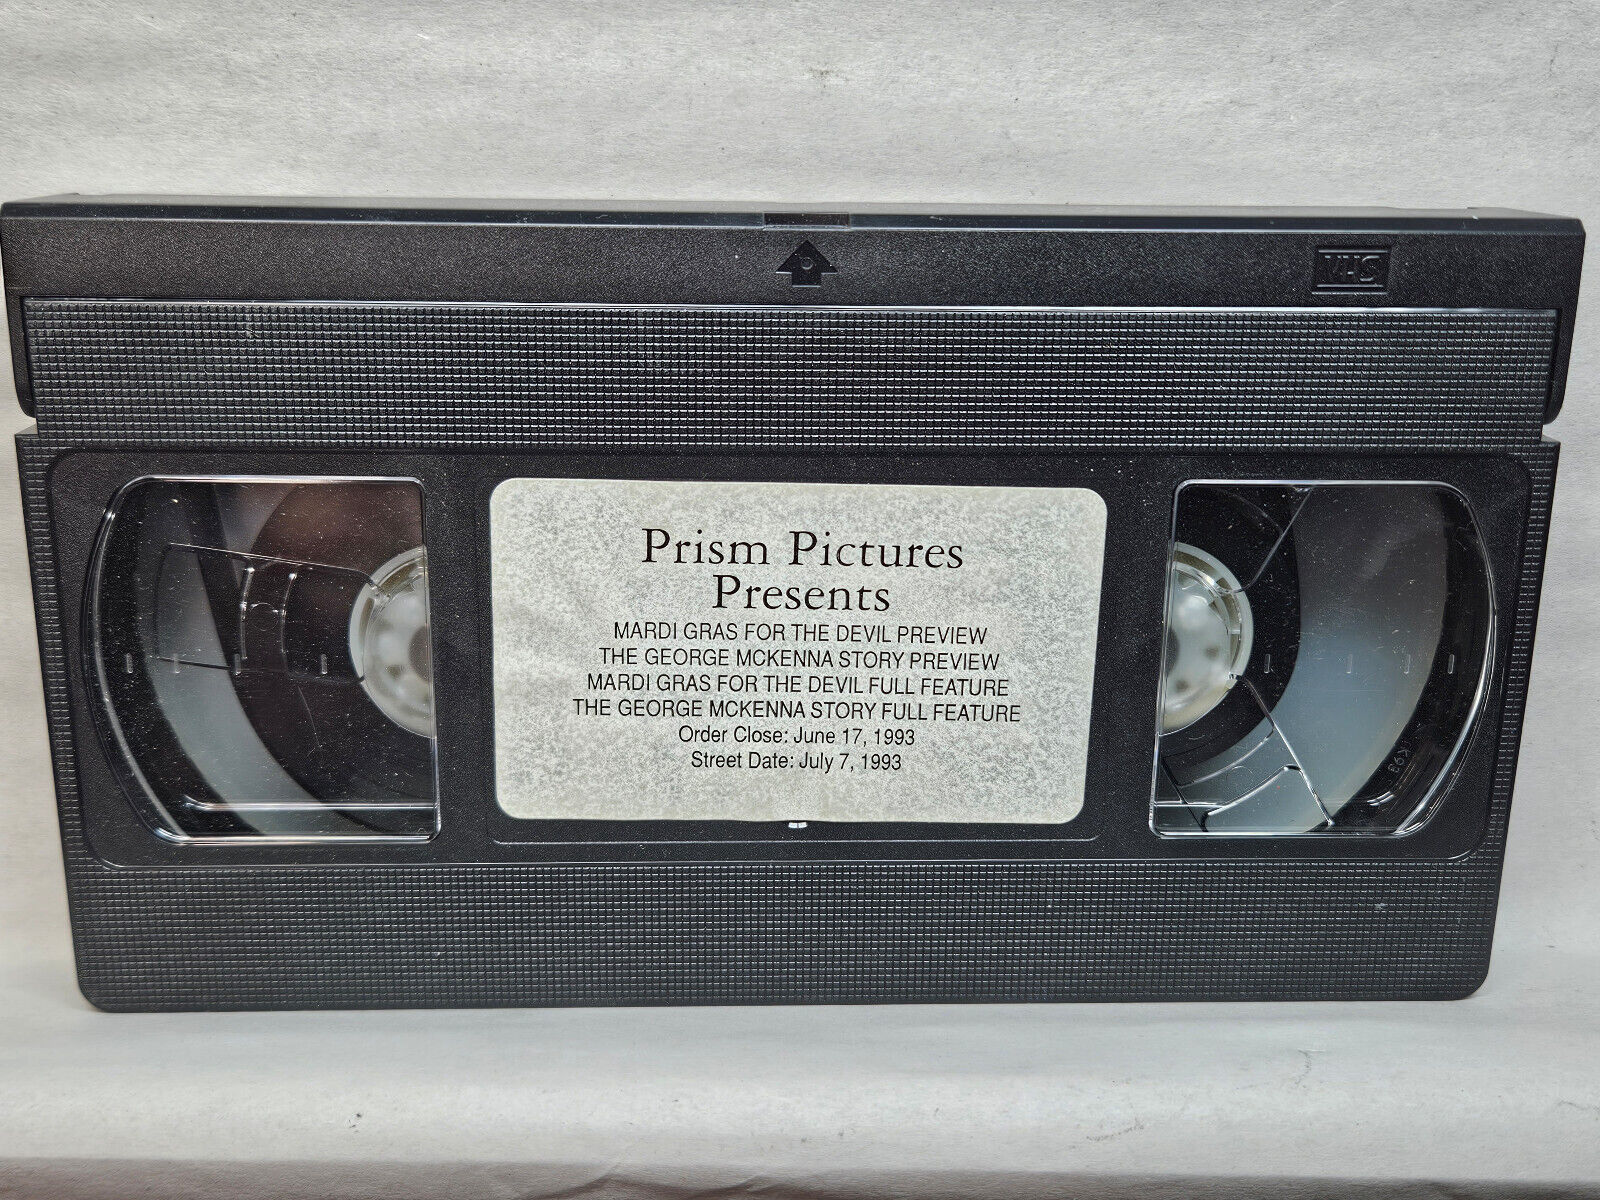 VHS
Prism Pictures
Presents
MARDI GRAS FOR THE DEVIL PREVIEW
THE GEORGE MCKENNA STORY PREVIEW
MARDI GRAS FOR THE DEVIL FULL FEATURE
THE GEORGE MCKENNA STORY FULL FEATURE
Order Close: June 17, 1993
Street Date: July 7, 1993